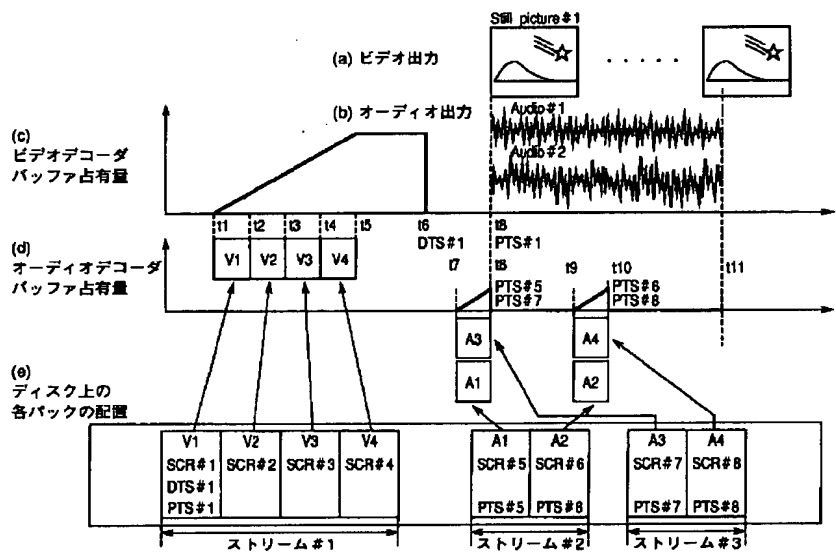 Still picture#1
(a) ビデオ出力
(b) オーディオ出力
Audio#1
Audio#2
(c)
ビデオデコーダ
バッファ占有量
t1 t2 t3 t4 t5 t6 t8
DTS#1 PTS#1
V1 V2 V3 V4
(d)
オーディオデコーダ
バッファ占有量
t7 t8 t9 t10 t11
PTS#5 PTS#6
PTS#7 PTS#8
A3 A4
A1 A2
(e)
ディスク上の
各パックの配置
V1 V2 V3 V4 A1 A2 A3 A4
SCR#1 SCR#2 SCR#3 SCR#4 SCR#5 SCR#6 SCR#7 SCR#8
DTS#1
PTS#1 PTS#5 PTS#6 PTS#7 PTS#8
ストリーム#1 ストリーム#2 ストリーム#3